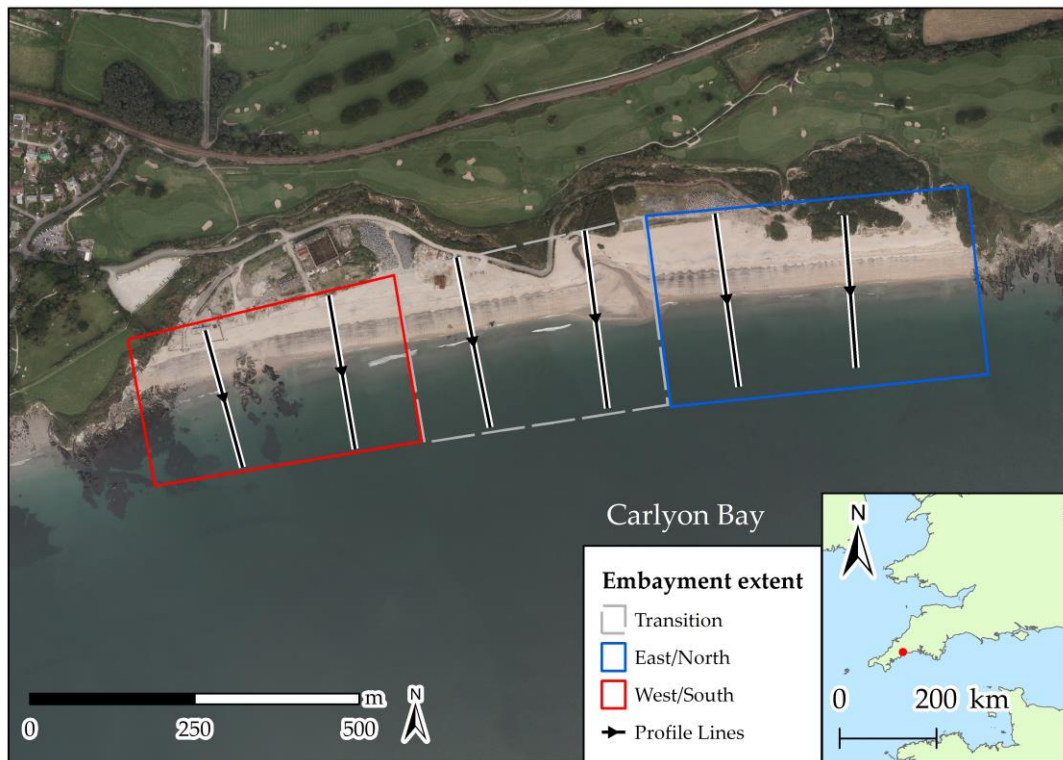 Carlyon Bay
Embayment extent
Transition
East/North
West/South
Profile Lines
m
0 250 500
N
N
0 200 km